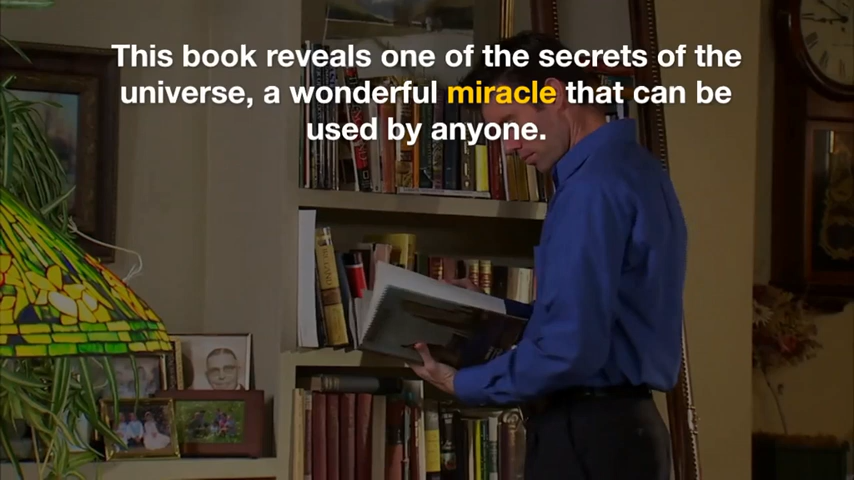 This book reveals one of the secrets of the
universe, a wonderful miracle that can be
used by anyone.